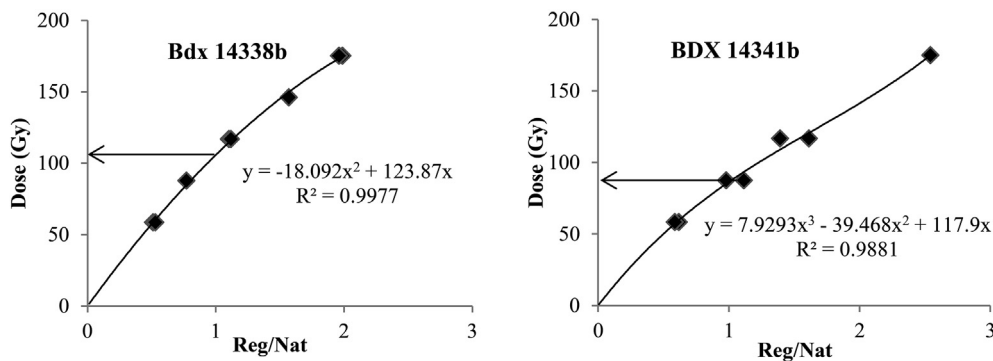 Bdx 14338b
200
150
100
50
0
Dose (Gy)
y = -18.092x² + 123.87x
R² = 0.9977
0 1 2 3
Reg/Nat
BDX 14341b
200
150
100
50
0
Dose (Gy)
y = 7.9293x³ - 39.468x² + 117.9x
R² = 0.9881
0 1 2 3
Reg/Nat